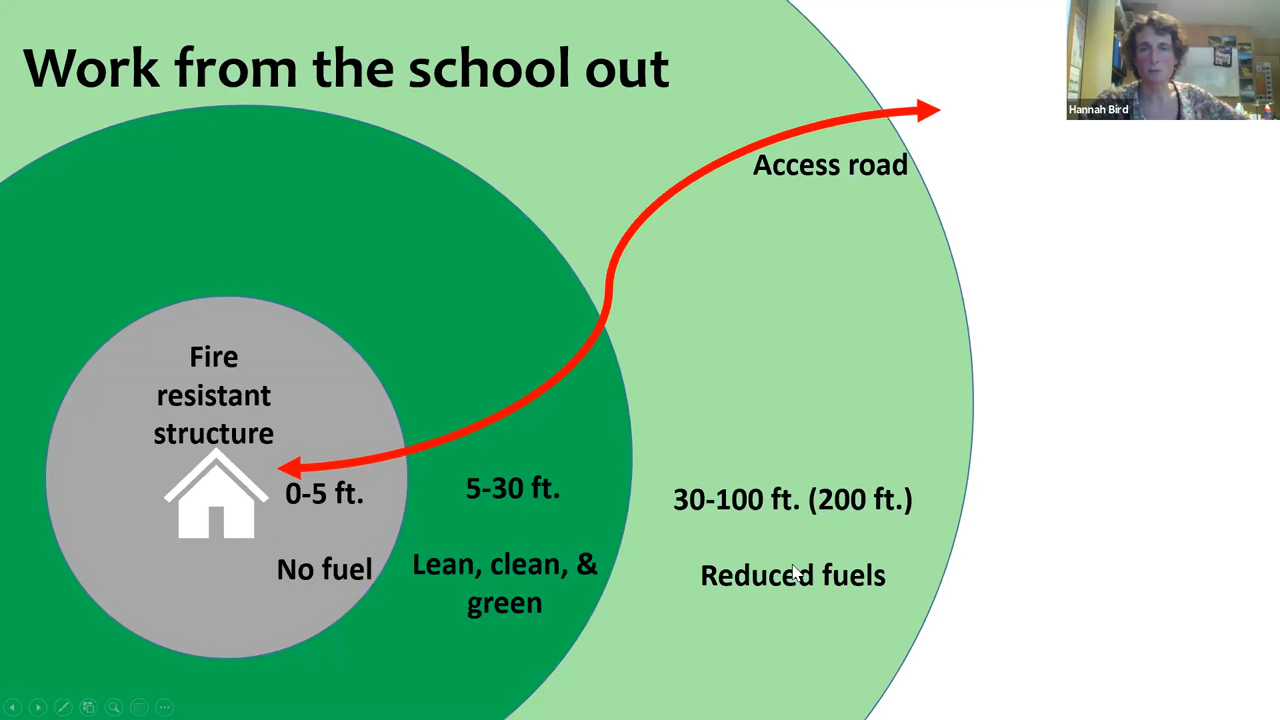 Work from the school out
Hannah Bird
Access road
Fire
resistant
structure
0-5 ft.
No fuel
5-30 ft.
Lean, clean, &
green
30-100 ft. (200 ft.)
Reduced fuels